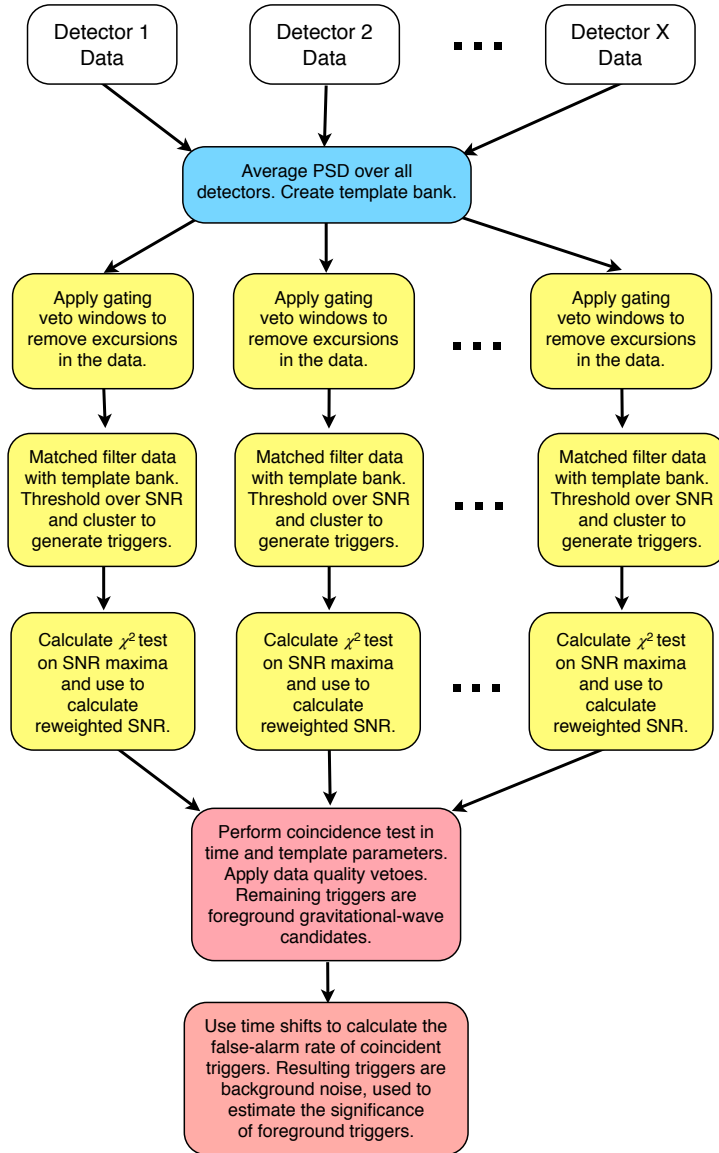 Detector 1
Data
Detector 2
Data
Detector X
Data
Average PSD over all
detectors. Create template bank.
Apply gating
veto windows to
remove excursions
in the data.
Apply gating
veto windows to
remove excursions
in the data.
Apply gating
veto windows to
remove excursions
in the data.
Matched filter data
with template bank.
Threshold over SNR
and cluster to
generate triggers.
Matched filter data
with template bank.
Threshold over SNR
and cluster to
generate triggers.
Matched filter data
with template bank.
Threshold over SNR
and cluster to
generate triggers.
Calculate χ² test
on SNR maxima
and use to
calculate
reweighted SNR.
Calculate χ² test
on SNR maxima
and use to
calculate
reweighted SNR.
Calculate χ² test
on SNR maxima
and use to
calculate
reweighted SNR.
Perform coincidence test in
time and template parameters.
Apply data quality vetoes.
Remaining triggers are
foreground gravitational-wave
candidates.
Use time shifts to calculate the
false-alarm rate of coincident
triggers. Resulting triggers are
background noise, used to
estimate the significance
of foreground triggers.